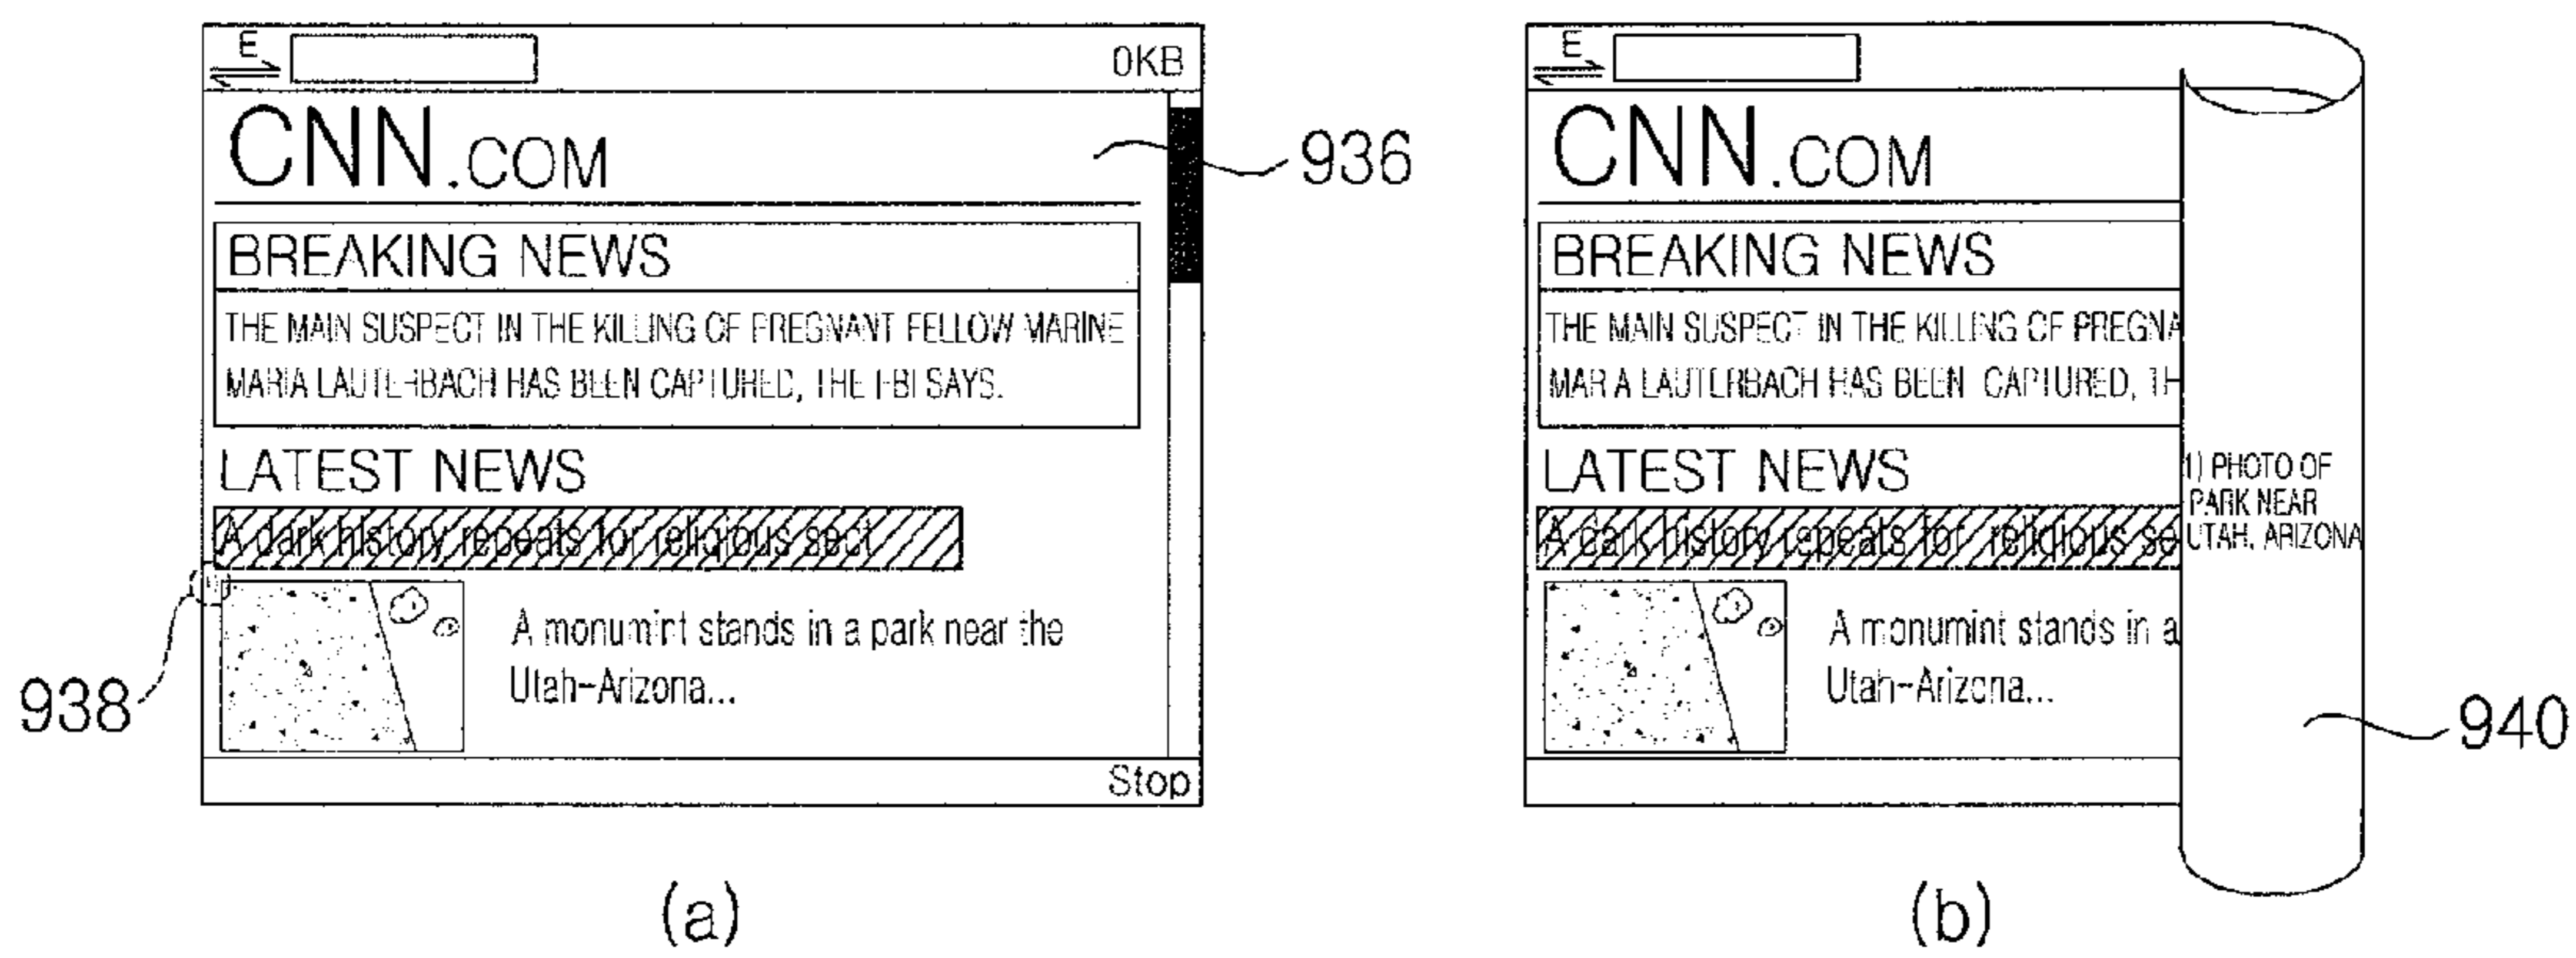 E
0KB
CNN.COM
936
BREAKING NEWS
THE MAIN SUSPECT IN THE KILLING OF PREGNANT FELLOW MARINE
MARIA LAUTERBACH HAS BEEN CAPTURED, THE FBI SAYS.
LATEST NEWS
A dark history repeats for religious sect
938
A monumint stands in a park near the
Utah-Arizona...
Stop
(a)
E
CNN.COM
BREAKING NEWS
THE MAIN SUSPECT IN THE KILLING OF PREGNA
MARIA LAUTERBACH HAS BEEN CAPTURED, TH
LATEST NEWS
A dark history repeats for religious se
1) PHOTO OF
PARK NEAR
UTAH, ARIZONA
A monumint stands in a
Utah-Arizona...
940
(b)